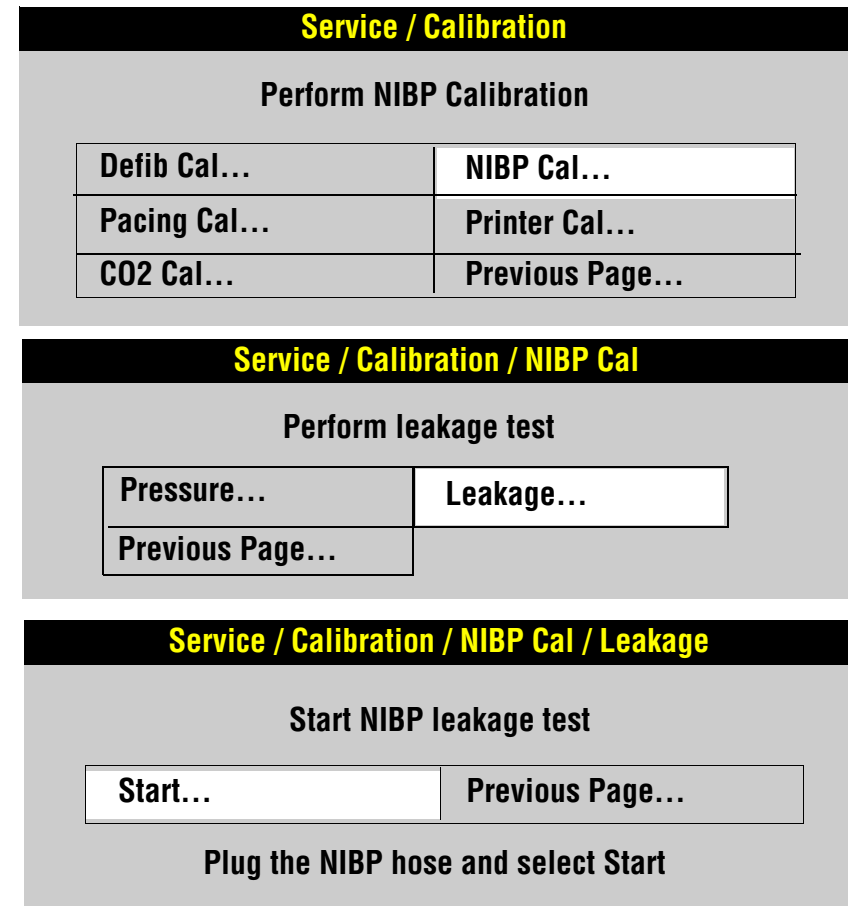 Service / Calibration
Perform NIBP Calibration
Defib Cal... NIBP Cal...
Pacing Cal... Printer Cal...
CO2 Cal... Previous Page...
Service / Calibration / NIBP Cal
Perform leakage test
Pressure... Leakage...
Previous Page...
Service / Calibration / NIBP Cal / Leakage
Start NIBP leakage test
Start... Previous Page...
Plug the NIBP hose and select Start